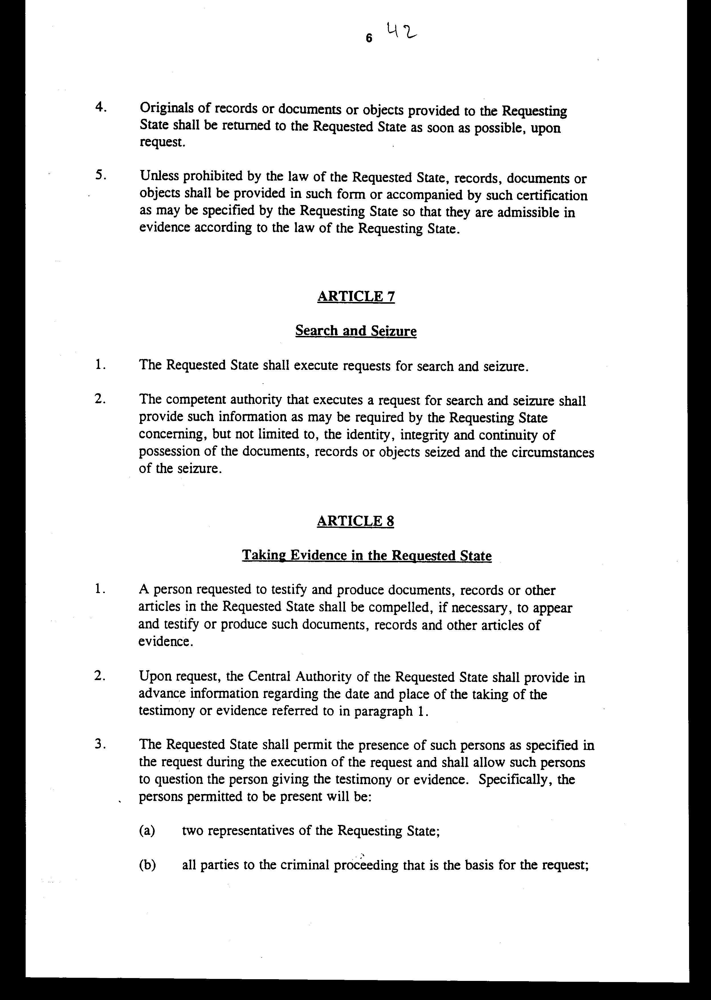 6 42
4. Originals of records or documents or objects provided to the Requesting
State shall be returned to the Requested State as soon as possible, upon
request.
5. Unless prohibited by the law of the Requested State, records, documents or
objects shall be provided in such form or accompanied by such certification
as may be specified by the Requesting State so that they are admissible in
evidence according to the law of the Requesting State.
ARTICLE 7
Search and Seizure
1. The Requested State shall execute requests for search and seizure.
2. The competent authority that executes a request for search and seizure shall
provide such information as may be required by the Requesting State
concerning, but not limited to, the identity, integrity and continuity of
possession of the documents, records or objects seized and the circumstances
of the seizure.
ARTICLE 8
Taking Evidence in the Requested State
1. A person requested to testify and produce documents, records or other
articles in the Requested State shall be compelled, if necessary, to appear
and testify or produce such documents, records and other articles of
evidence.
2. Upon request, the Central Authority of the Requested State shall provide in
advance information regarding the date and place of the taking of the
testimony or evidence referred to in paragraph 1.
3. The Requested State shall permit the presence of such persons as specified in
the request during the execution of the request and shall allow such persons
to question the person giving the testimony or evidence. Specifically, the
persons permitted to be present will be:
(a) two representatives of the Requesting State;
(b) all parties to the criminal proceeding that is the basis for the request;